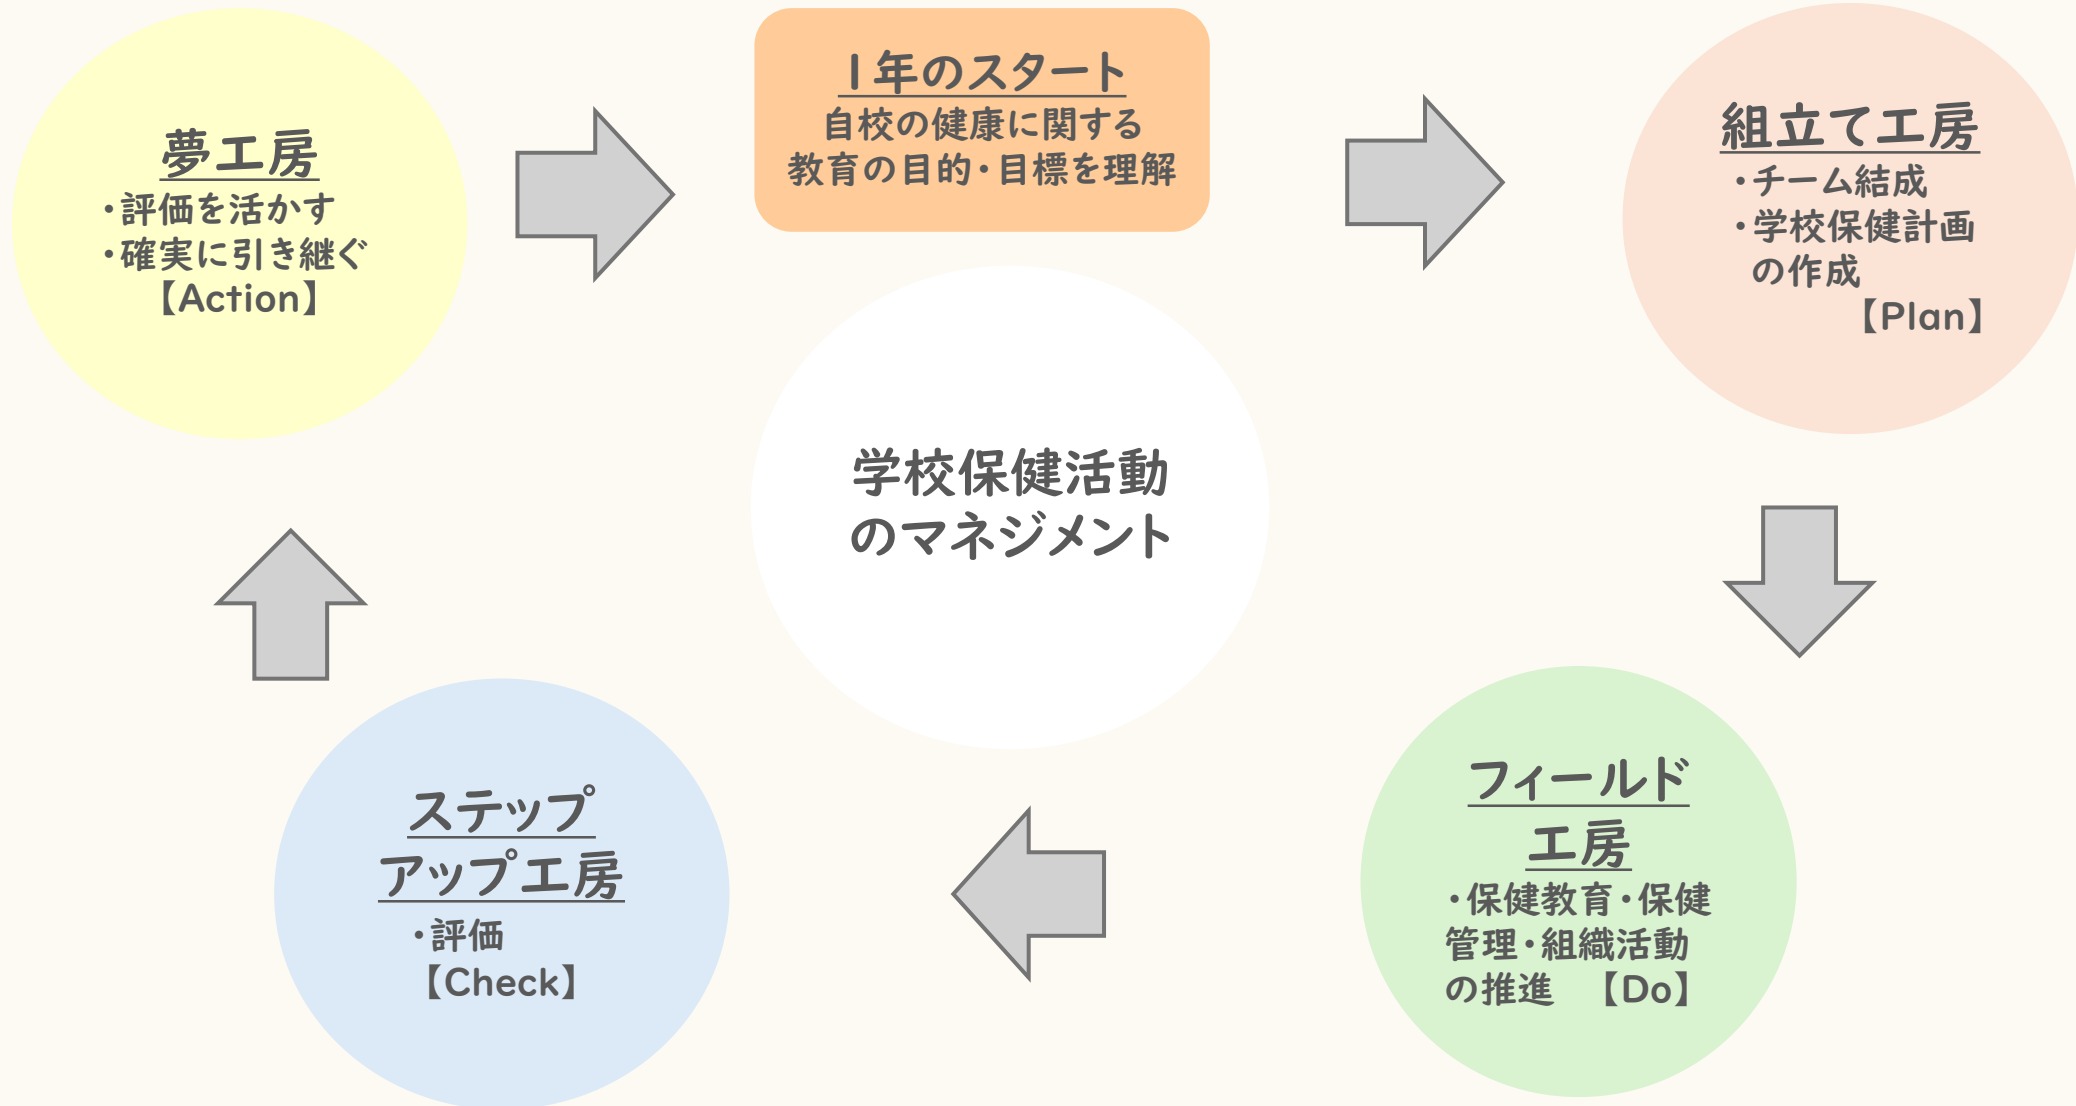 1年のスタート
自校の健康に関する
教育の目的・目標を理解
組立て工房
・チーム結成
・学校保健計画
の作成
【Plan】
フィールド
工房
・保健教育・保健
管理・組織活動
の推進　【Do】
ステップ
アップ工房
・評価
【Check】
夢工房
・評価を活かす
・確実に引き継ぐ
【Action】
学校保健活動
のマネジメント